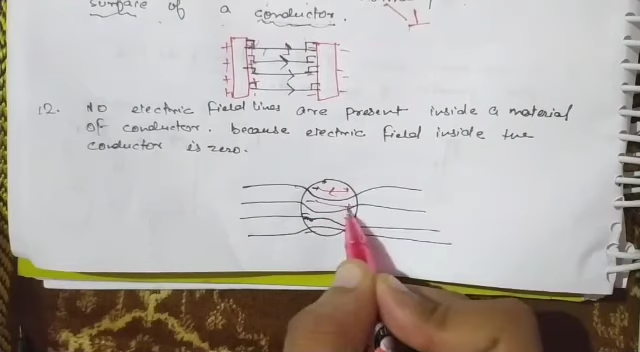 surface of a conductor.
+ -
+ -
+ -
+ -
12. No electric field lines are present inside a material
of conductor. because electric field inside the
conductor is zero.